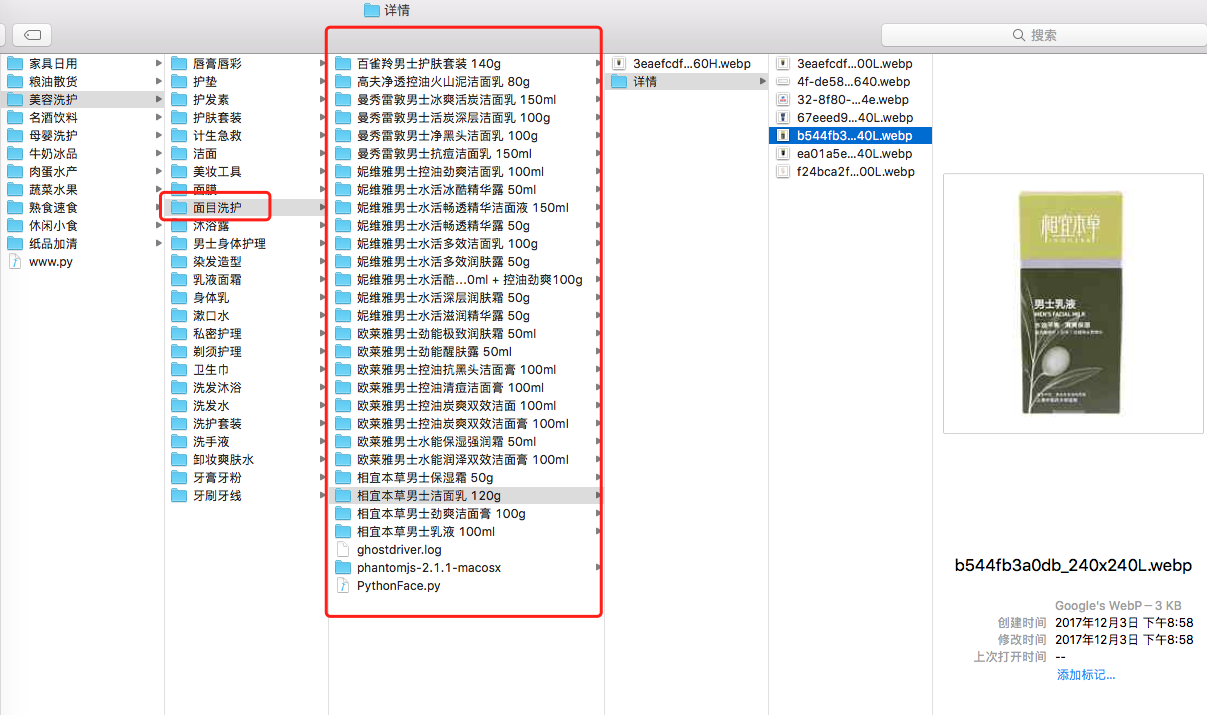 详情
搜索
家具日用
粮油散货
美容洗护
名酒饮料
母婴洗护
牛奶冰品
肉蛋水产
蔬菜水果
熟食速食
休闲小食
纸品加清
www.py
唇膏唇彩
护垫
护发素
护肤套装
计生急救
洁面
美妆工具
面膜
面目洗护
沐浴露
男士身体护理
染发造型
乳液面霜
身体乳
漱口水
私密护理
剃须护理
卫生巾
洗发沐浴
洗发水
洗护套装
洗手液
卸妆爽肤水
牙膏牙粉
牙刷牙线
百雀羚男士护肤套装 140g
高夫净透控油火山泥洁面乳 80g
曼秀雷敦男士冰爽活炭洁面乳 150ml
曼秀雷敦男士活炭深层洁面乳 100g
曼秀雷敦男士净黑头洁面乳 100g
曼秀雷敦男士抗痘洁面乳 150ml
妮维雅男士控油劲爽洁面乳 100ml
妮维雅男士水活冰酷精华露 50ml
妮维雅男士水活畅透精华洁面液 150ml
妮维雅男士水活畅透精华露 50g
妮维雅男士水活多效洁面乳 100g
妮维雅男士水活多效润肤露 50g
妮维雅男士水活酷...0ml + 控油劲爽100g
妮维雅男士水活深层润肤霜 50g
妮维雅男士水活滋润精华露 50g
欧莱雅男士劲能极致润肤霜 50ml
欧莱雅男士劲能醒肤露 50ml
欧莱雅男士控油抗黑头洁面膏 100ml
欧莱雅男士控油清痘洁面膏 100ml
欧莱雅男士控油炭爽双效洁面 100ml
欧莱雅男士控油炭爽双效洁面膏 100ml
欧莱雅男士水能保湿强润霜 50ml
欧莱雅男士水能润泽双效洁面膏 100ml
相宜本草男士保湿霜 50g
相宜本草男士洁面乳 120g
相宜本草男士劲爽洁面膏 100g
相宜本草男士乳液 100ml
ghostdriver.log
phantomjs-2.1.1-macosx
PythonFace.py
3eaefcdf...60H.webp
详情
3eaefcdf...00L.webp
4f-de58...640.webp
32-8f80-...4e.webp
67eeed9...40L.webp
b544fb3...40L.webp
ea01a5e...40L.webp
f24bca2f...00L.webp
相宜本草
男士乳液
MEN'S FACIAL MILK
b544fb3a0db_240x240L.webp
Google's WebP – 3 KB
创建时间 2017年12月3日 下午8:58
修改时间 2017年12月3日 下午8:58
上次打开时间 --
添加标记...